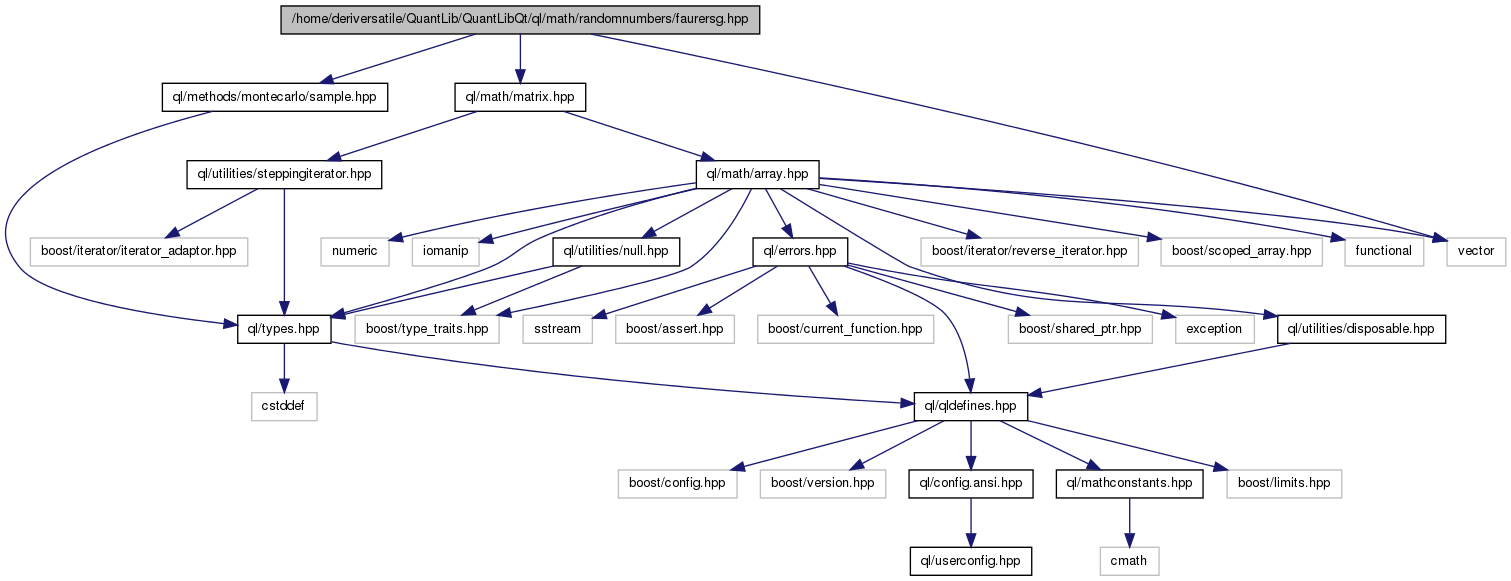 /home/deriversatile/QuantLib/QuantLibQt/ql/math/randomnumbers/faurersg.hpp
ql/methods/montecarlo/sample.hpp
ql/math/matrix.hpp
ql/utilities/steppingiterator.hpp
ql/math/array.hpp
boost/iterator/iterator_adaptor.hpp
numeric
iomanip
ql/utilities/null.hpp
ql/errors.hpp
boost/iterator/reverse_iterator.hpp
boost/scoped_array.hpp
functional
vector
ql/types.hpp
boost/type_traits.hpp
sstream
boost/assert.hpp
boost/current_function.hpp
boost/shared_ptr.hpp
exception
ql/utilities/disposable.hpp
cstddef
ql/qldefines.hpp
boost/config.hpp
boost/version.hpp
ql/config.ansi.hpp
ql/mathconstants.hpp
boost/limits.hpp
ql/userconfig.hpp
cmath